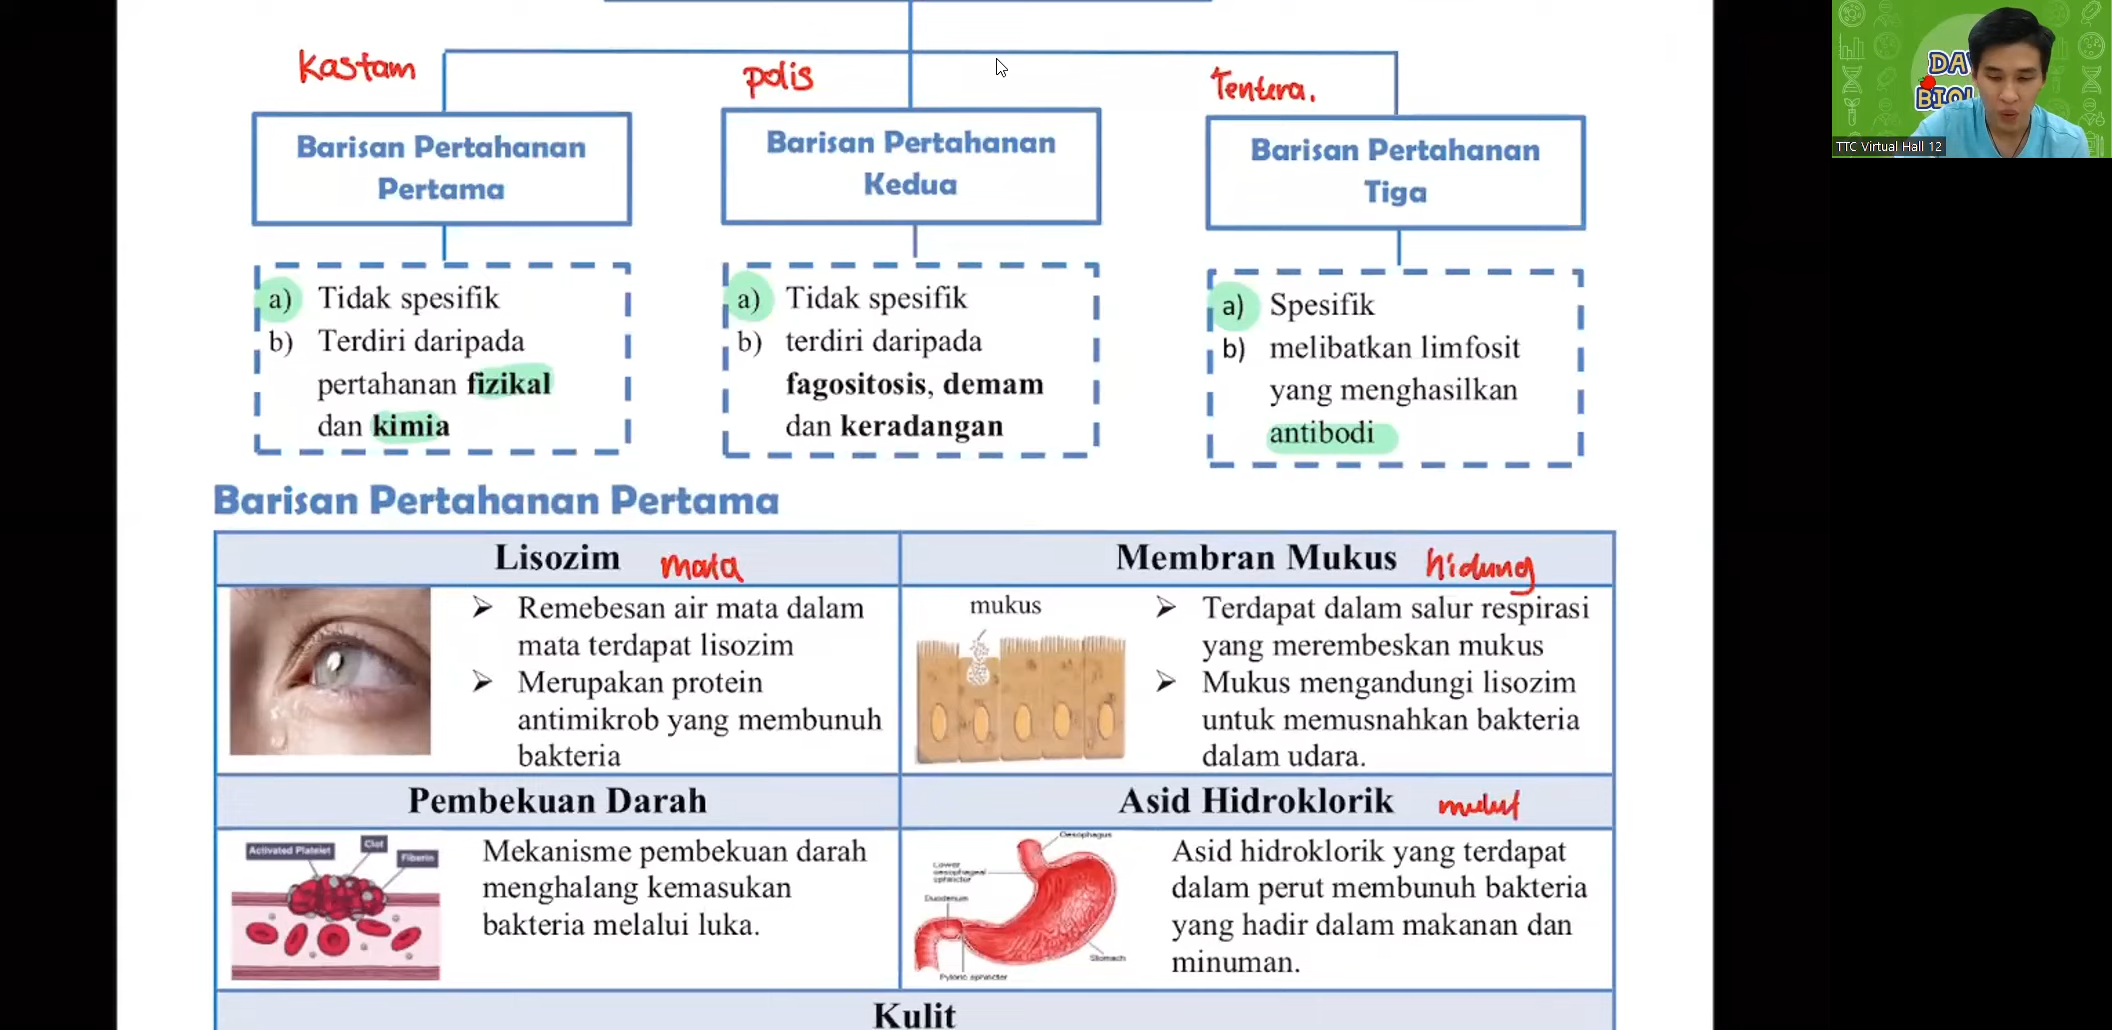 Kastam
polis
Tentera.
Barisan Pertahanan
Pertama
Barisan Pertahanan
Kedua
Barisan Pertahanan
Tiga
a) Tidak spesifik
b) Terdiri daripada
pertahanan fizikal
dan kimia
a) Tidak spesifik
b) terdiri daripada
fagositosis, demam
dan keradangan
a) Spesifik
b) melibatkan limfosit
yang menghasilkan
antibodi
Barisan Pertahanan Pertama
Lisozim mata
➢ Remebesan air mata dalam
mata terdapat lisozim
➢ Merupakan protein
antimikrob yang membunuh
bakteria
Membran Mukus hidung
mukus
➢ Terdapat dalam salur respirasi
yang merembeskan mukus
➢ Mukus mengandungi lisozim
untuk memusnahkan bakteria
dalam udara.
Pembekuan Darah
Activated Platelet
Clot
Fiberin
Mekanisme pembekuan darah
menghalang kemasukan
bakteria melalui luka.
Asid Hidroklorik mulut
Oesophagus
Lower
oesophageal
sphincter
Duodenum
Stomach
Pyloric sphincter
Asid hidroklorik yang terdapat
dalam perut membunuh bakteria
yang hadir dalam makanan dan
minuman.
Kulit
TTC Virtual Hall 12